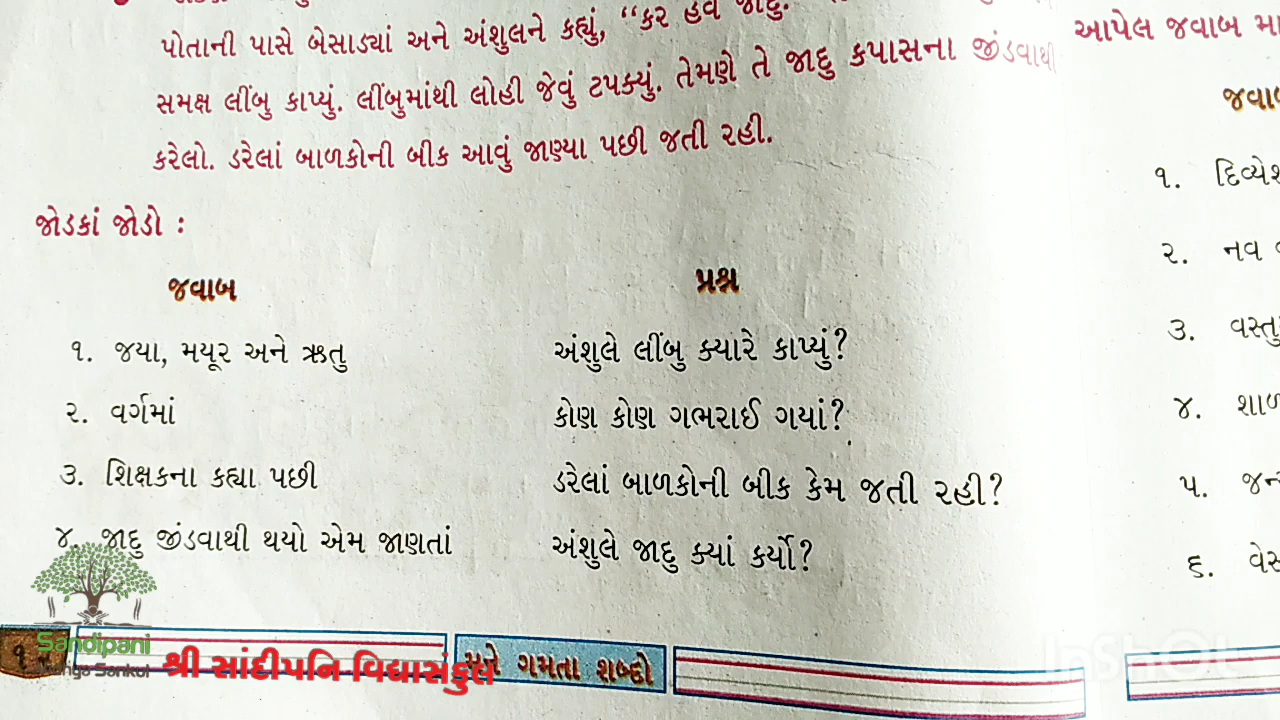 પોતાની પાસે બેસાડ્યાં અને અંશુલને કહ્યું, “કર હવે જાદુ.
સમક્ષ લીંબુ કાપ્યું. લીંબુમાંથી લોહી જેવું ટપક્યું. તેમણે તે જાદુ કપાસના જીંડવાથી
કરેલો. ડરેલાં બાળકોની બીક આવું જાણ્યા પછી જતી રહી.
જોડકાં જોડો :
જવાબ પ્રશ્ન
૧. જયા, મયૂર અને ઋતુ અંશુલે લીંબુ ક્યારે કાપ્યું?
૨. વર્ગમાં કોણ કોણ ગભરાઈ ગયાં?
૩. શિક્ષકના કહ્યા પછી ડરેલાં બાળકોની બીક કેમ જતી રહી?
૪. જાદુ જીંડવાથી થયો એમ જાણતાં અંશુલે જાદુ ક્યાં કર્યો?
આપેલ જવાબ
૧.
૨. નવ
૩.
૪.
૫.
૬.
Sandipani
શ્રી સાંદીપનિ વિદ્યાસંકુલ
ગમતા શબ્દો
InShOt